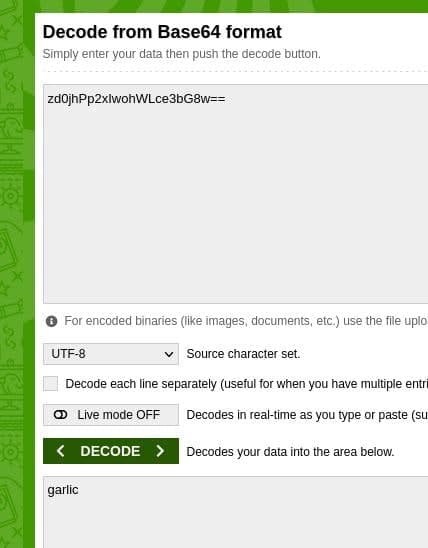 Decode from Base64 format
Simply enter your data then push the decode button.
zd0jhPp2xIwohWLce3bG8w==
For encoded binaries (like images, documents, etc.) use the file uplo
UTF-8 Source character set.
Decode each line separately (useful for when you have multiple entri
Live mode OFF Decodes in real-time as you type or paste (su
< DECODE > Decodes your data into the area below.
garlic